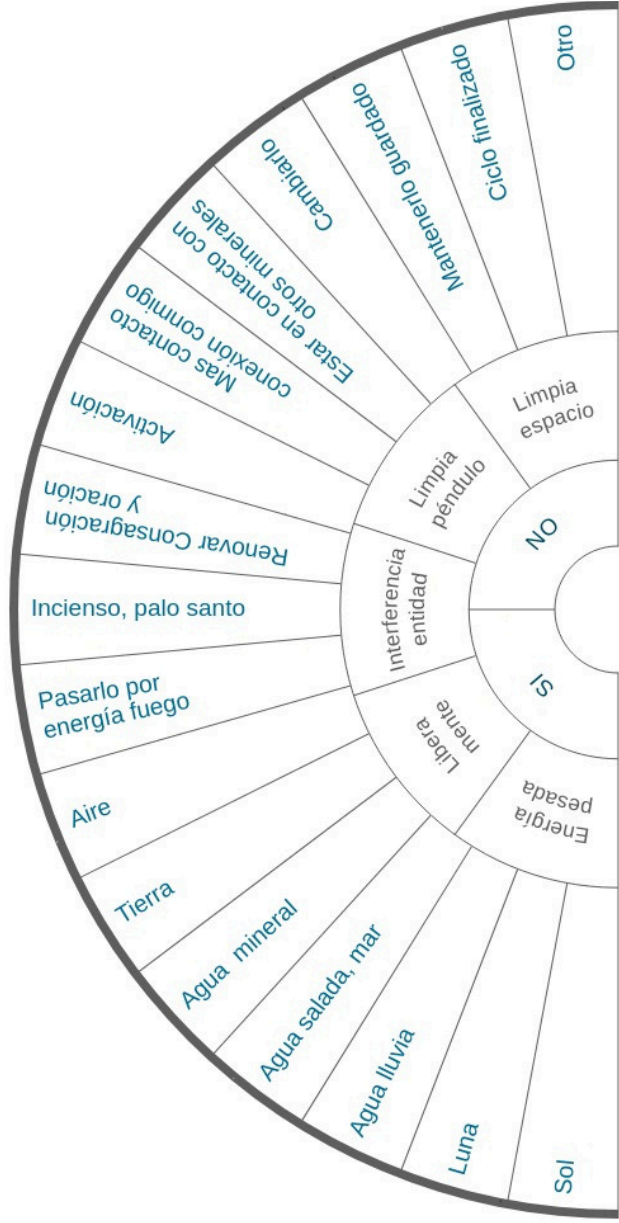 Otro
Ciclo finalizado
Mantenerlo guardado
Cambiarlo
Estar en contacto con
otros minerales
Mas contacto
conexión conmigo
Activación
Renovar Consagración
y oración
Incienso, palo santo
Pasarlo por
energía fuego
Aire
Tierra
Agua mineral
Agua salada, mar
Agua lluvia
Luna
Sol
Limpia
espacio
Limpia
péndulo
Interferencia
entidad
Libera
mente
Energía
pesada
NO
SI